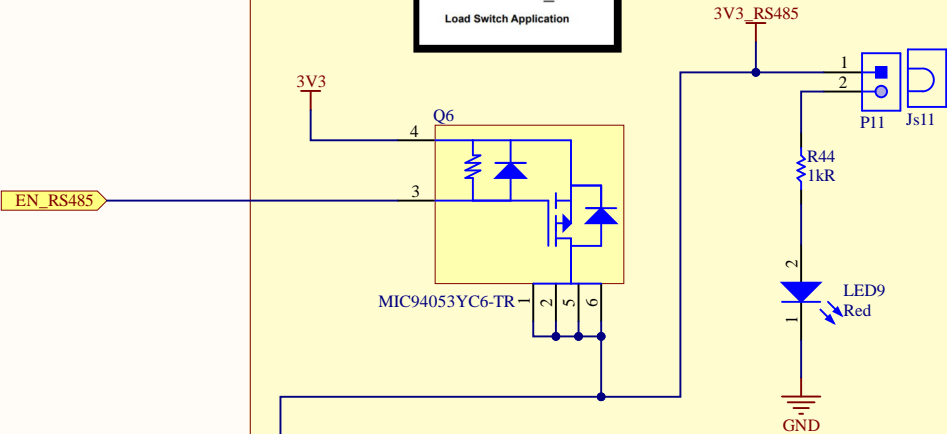 Load Switch Application
3V3_RS485
1
2
P11
Js11
3V3
Q6
4
3
EN_RS485
R44
1kR
MIC94053YC6-TR
1
2
5
6
2
LED9
Red
1
GND